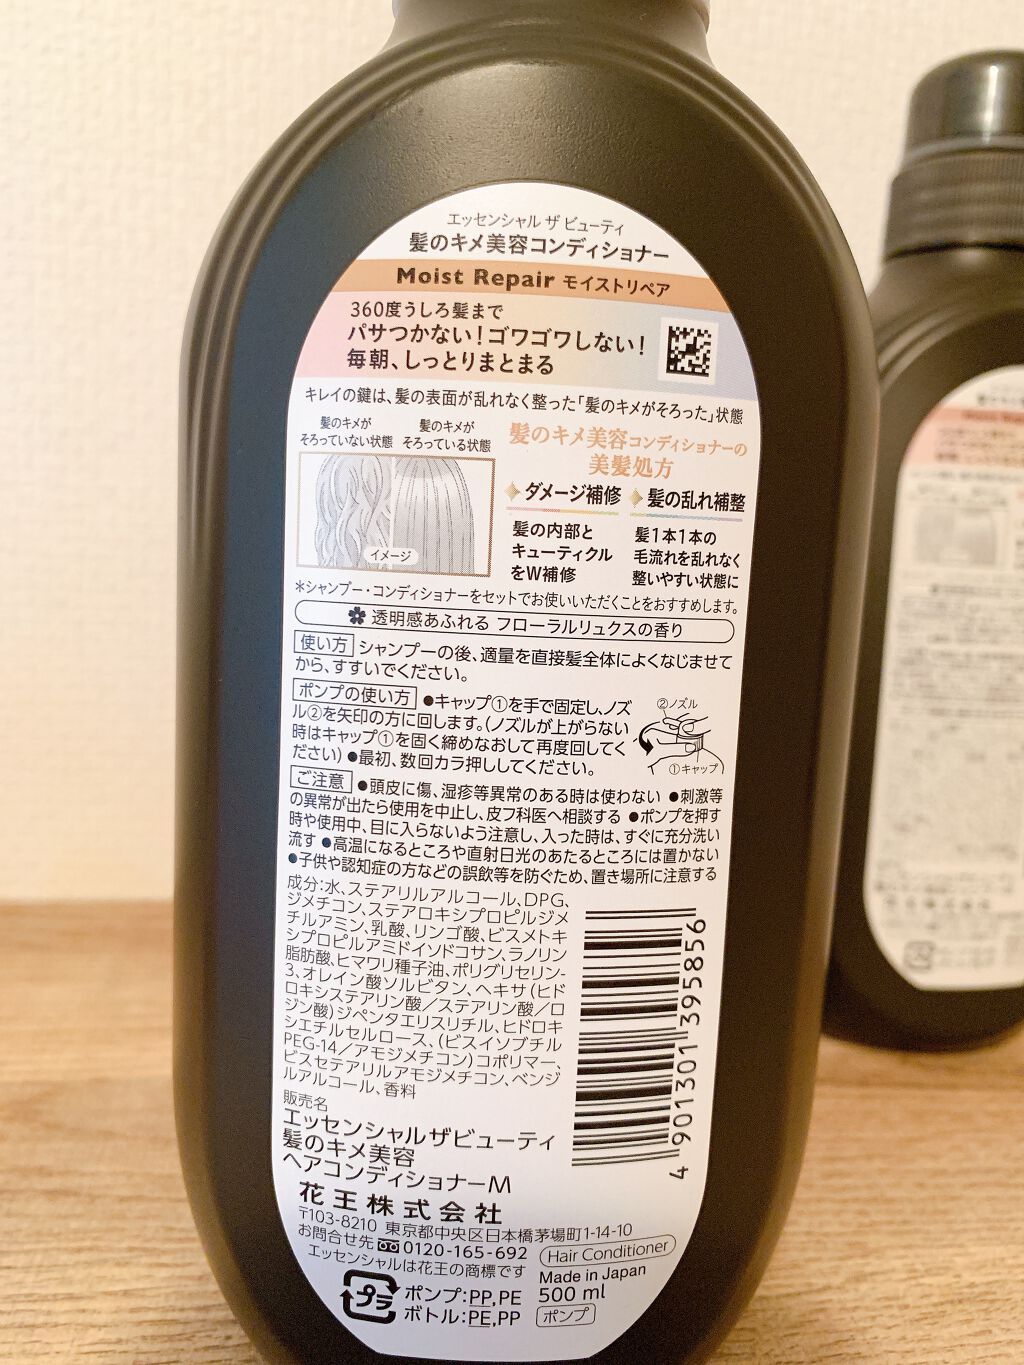 エッセンシャル ザ ビューティ
髪のキメ美容コンディショナー
Moist Repair モイストリペア
360度うしろ髪まで
パサつかない!ゴワゴワしない!
毎朝、しっとりまとまる
キレイの鍵は、髪の表面が乱れなく整った「髪のキメがそろった」状態
髪のキメが
そろっていない状態
髪のキメが
そろっている状態
イメージ
髪のキメ美容コンディショナーの
美髪処方
ダメージ補修
髪の内部と
キューティクル
をW補修
髪の乱れ補整
髪1本1本の
毛流れを乱れなく
整いやすい状態に
*シャンプー・コンディショナーをセットでお使いいただくことをおすすめします。
透明感あふれる フローラルリュクスの香り
使い方 シャンプーの後、適量を直接髪全体によくなじませて
から、すすいでください。
ポンプの使い方 ●キャップ①を手で固定し、ノズ
ル②を矢印の方に回します。(ノズルが上がらない
時はキャップ①を固く締めなおして再度回してく
ださい) ●最初、数回カラ押ししてください。
②ノズル
①キャップ
ご注意 ●頭皮に傷、湿疹等異常のある時は使わない ●刺激等
の異常が出たら使用を中止し、皮フ科医へ相談する ●ポンプを押す
時や使用中、目に入らないよう注意し、入った時は、すぐに充分洗い
流す ●高温になるところや直射日光のあたるところには置かない
●子供や認知症の方などの誤飲等を防ぐため、置き場所に注意する
成分:水、ステアリルアルコール、DPG、
ジメチコン、ステアロキシプロピルジメ
チルアミン、乳酸、リンゴ酸、ビスメトキ
シプロピルアミドイソドコサン、ラノリン
脂肪酸、ヒマワリ種子油、ポリグリセリン-
3、オレイン酸ソルビタン、ヘキサ(ヒド
ロキシステアリン酸/ステアリン酸/ロ
ジン酸)ジペンタエリスリチル、ヒドロキ
シエチルセルロース、(ビスイソブチル
PEG-14/アモジメチコン)コポリマー、
ビスセテアリルアモジメチコン、ベンジ
ルアルコール、香料
4 901301 395856
販売名
エッセンシャル ザビューティ
髪のキメ美容
ヘアコンディショナーM
花王株式会社
〒103-8210 東京都中央区日本橋茅場町1-14-10
お問合せ先 0120-165-692
エッセンシャルは花王の商標です
Hair Conditioner
Made in Japan
500 ml
ポンプ
プラ
ポンプ:PP,PE
ボトル:PE,PP